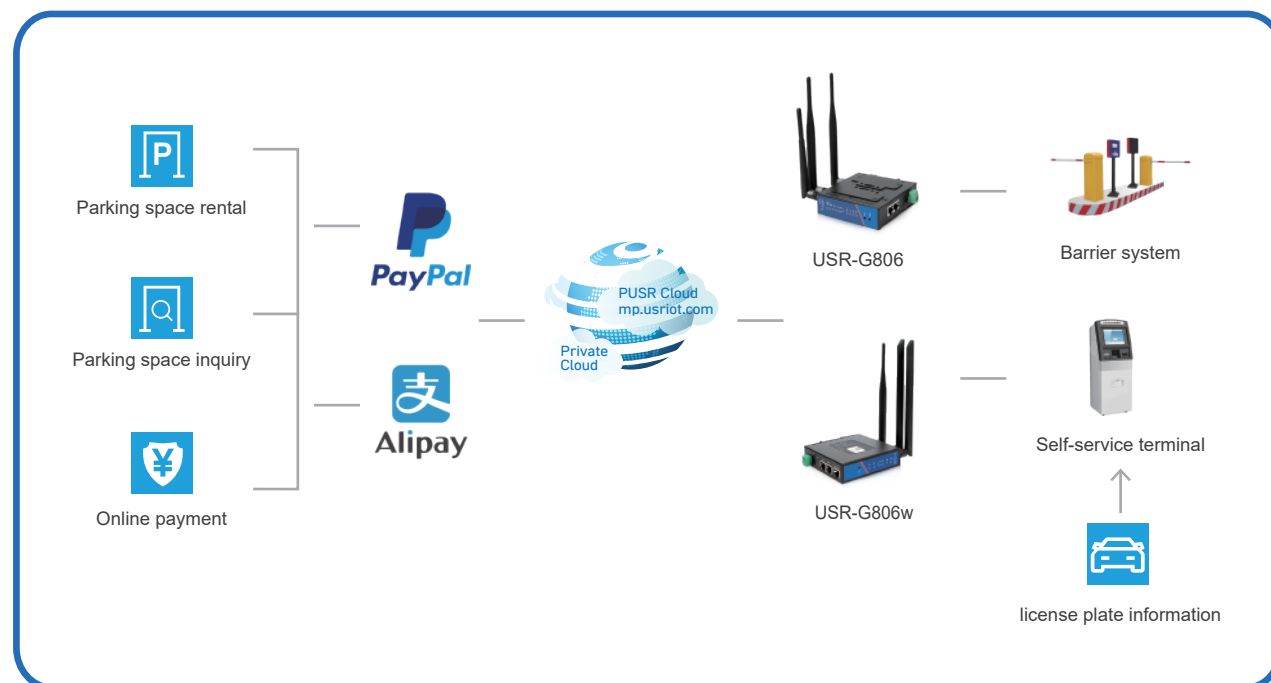 P
Parking space rental
Parking space inquiry
¥
Online payment
PayPal
支
Alipay
PUSR Cloud
mp.usriot.com
Private
Cloud
USR-G806
USR-G806w
Barrier system
Self-service terminal
license plate information